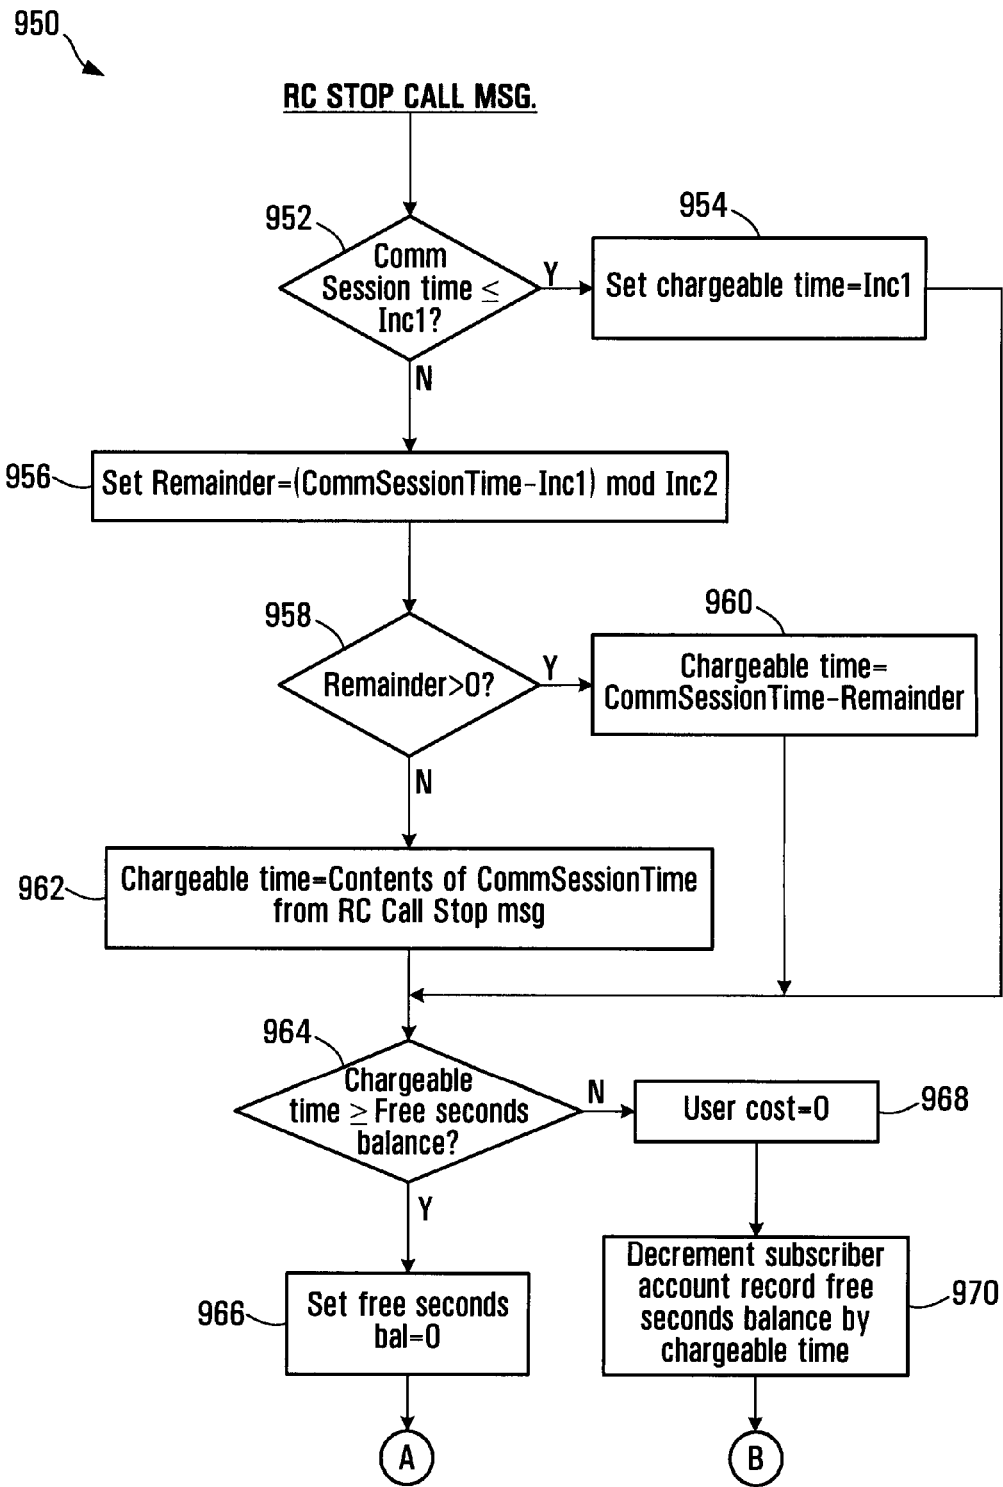 950
RC STOP CALL MSG.
952
Comm
Session time ≤
Inc1?
Y
N
954
Set chargeable time=Inc1
956
Set Remainder=(CommSessionTime-Inc1) mod Inc2
958
Remainder>0?
Y
N
960
Chargeable time=
CommSessionTime-Remainder
962
Chargeable time=Contents of CommSessionTime
from RC Call Stop msg
964
Chargeable
time ≥ Free seconds
balance?
N
Y
User cost=0
968
966
Set free seconds
bal=0
Decrement subscriber
account record free
seconds balance by
chargeable time
970
A
B